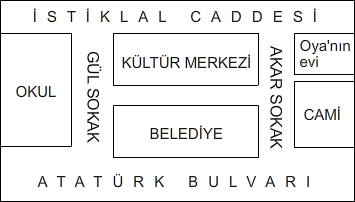 İSTİKLAL CADDESİ
OKUL
GÜL SOKAK
KÜLTÜR MERKEZİ
BELEDİYE
AKAR SOKAK
Oya'nın
evi
CAMİ
ATATÜRK BULVARI